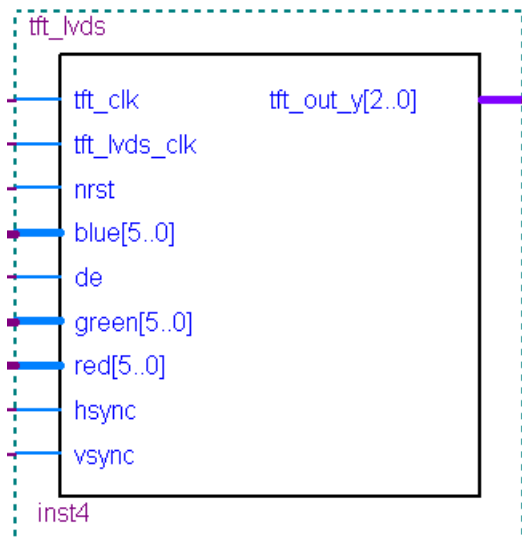 tft_lvds
tft_clk
tft_out_y[2..0]
tft_lvds_clk
nrst
blue[5..0]
de
green[5..0]
red[5..0]
hsync
vsync
inst4